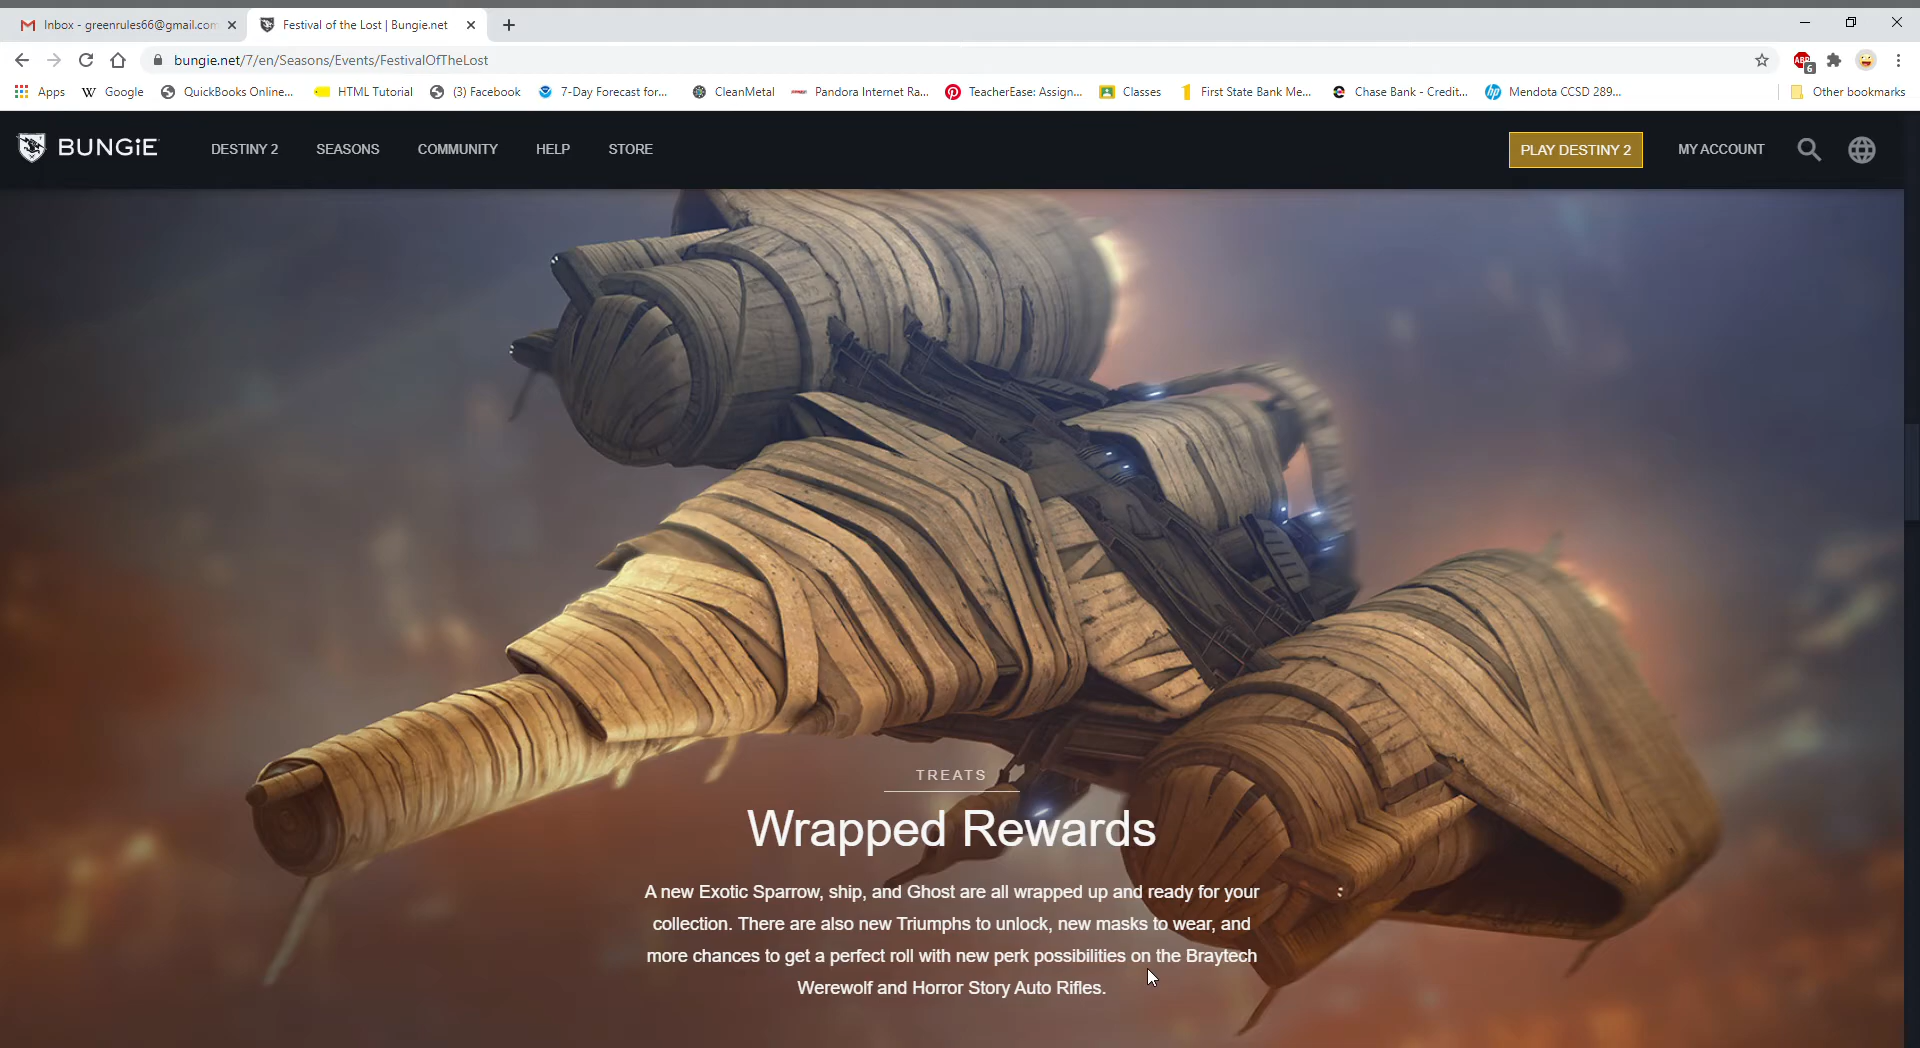 Inbox - greenrules66@gmail.com
Festival of the Lost | Bungie.net
bungie.net/7/en/Seasons/Events/FestivalOfTheLost
ABP
6
Apps
W Google
QuickBooks Online...
HTML Tutorial
(3) Facebook
7-Day Forecast for...
CleanMetal
Pandora Internet Ra...
TeacherEase: Assign...
Classes
First State Bank Me...
Chase Bank - Credit...
hp Mendota CCSD 289...
Other bookmarks
BUNGiE
DESTINY 2
SEASONS
COMMUNITY
HELP
STORE
PLAY DESTINY 2
MY ACCOUNT
TREATS
Wrapped Rewards
A new Exotic Sparrow, ship, and Ghost are all wrapped up and ready for your
collection. There are also new Triumphs to unlock, new masks to wear, and
more chances to get a perfect roll with new perk possibilities on the Braytech
Werewolf and Horror Story Auto Rifles.